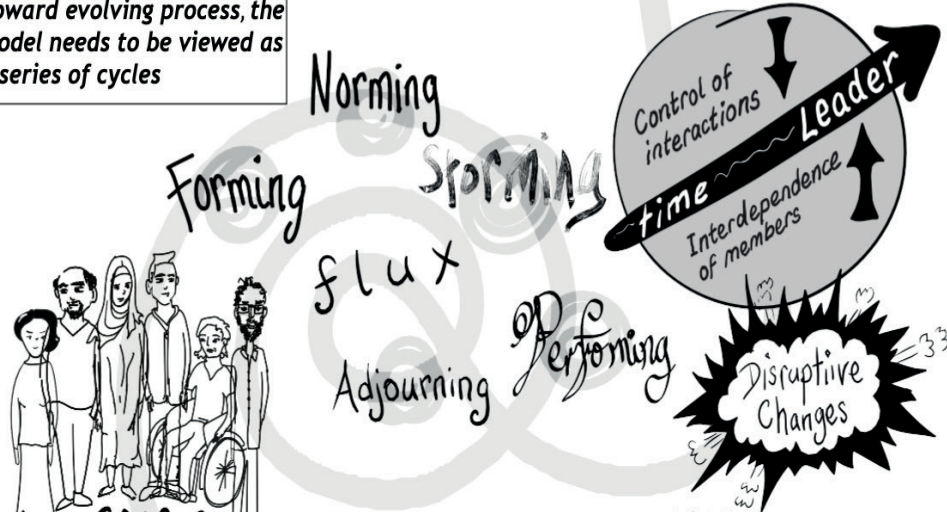 oward evolving process, the
odel needs to be viewed as
series of cycles
Norming
Forming
Storming
flux
Adjourning
Perfoming
Control of
interactions
time
Leader
Interdependence
of members
Disruptiive
Changes